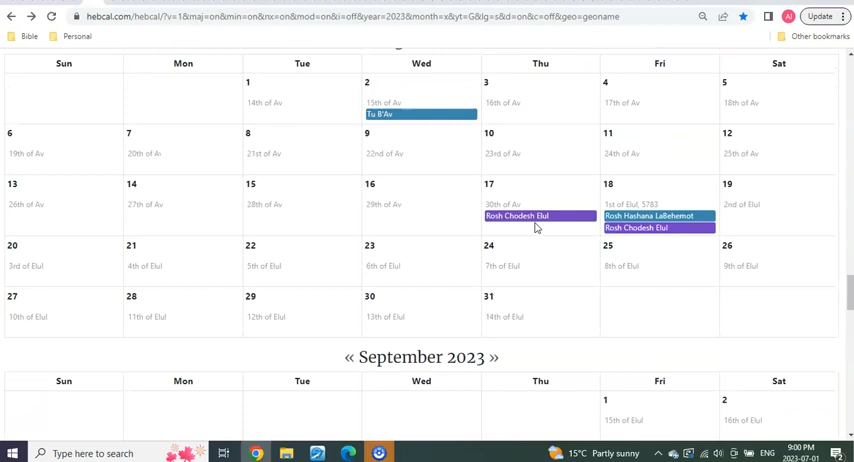 hebcal.com/hebcal/?v=1&maj=on&min=on&nx=on&mod=on&i=off&year=2023&month=x&yt=G&lg=s&d=on&c=off&geo=geoname
Update
Bible Personal Other bookmarks
Sun Mon Tue Wed Thu Fri Sat
1 2 3 4 5
14th of Av 15th of Av 16th of Av 17th of Av 18th of Av
Tu B'Av
6 7 8 9 10 11 12
19th of Av 20th of Av 21st of Av 22nd of Av 23rd of Av 24th of Av 25th of Av
13 14 15 16 17 18 19
26th of Av 27th of Av 28th of Av 29th of Av 30th of Av 1st of Elul, 5783 2nd of Elul
Rosh Chodesh Elul Rosh Hashana LaBehemot
Rosh Chodesh Elul
20 21 22 23 24 25 26
3rd of Elul 4th of Elul 5th of Elul 6th of Elul 7th of Elul 8th of Elul 9th of Elul
27 28 29 30 31
10th of Elul 11th of Elul 12th of Elul 13th of Elul 14th of Elul
« September 2023 »
Sun Mon Tue Wed Thu Fri Sat
1 2
15th of Elul 16th of Elul
Type here to search 15°C Partly sunny ENG 9:00 PM
2023-07-01